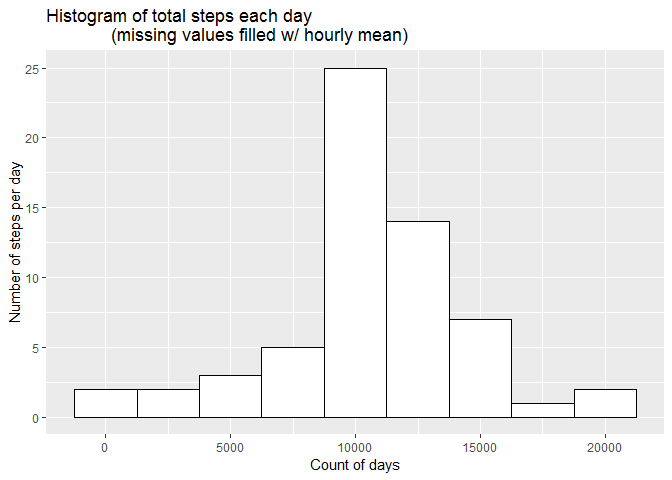 Histogram of total steps each day
(missing values filled w/ hourly mean)
25
20
15
10
5
0
Number of steps per day
0 5000 10000 15000 20000
Count of days